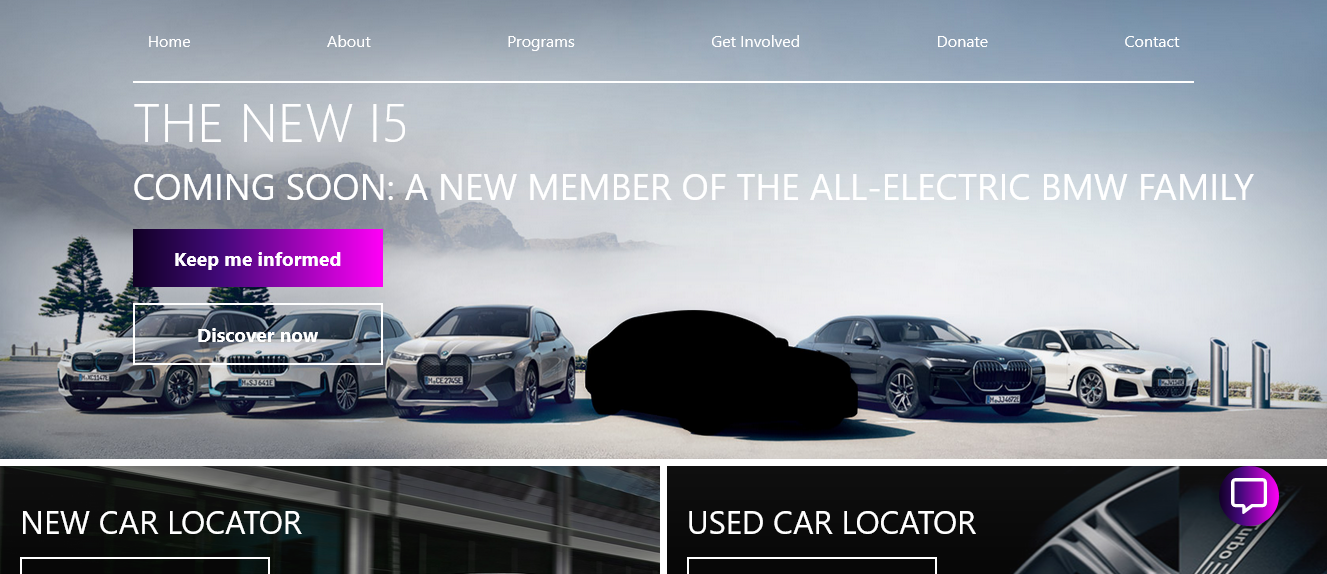 Home About Programs Get Involved Donate Contact
THE NEW I5
COMING SOON: A NEW MEMBER OF THE ALL-ELECTRIC BMW FAMILY
Keep me informed
Discover now
NEW CAR LOCATOR
USED CAR LOCATOR